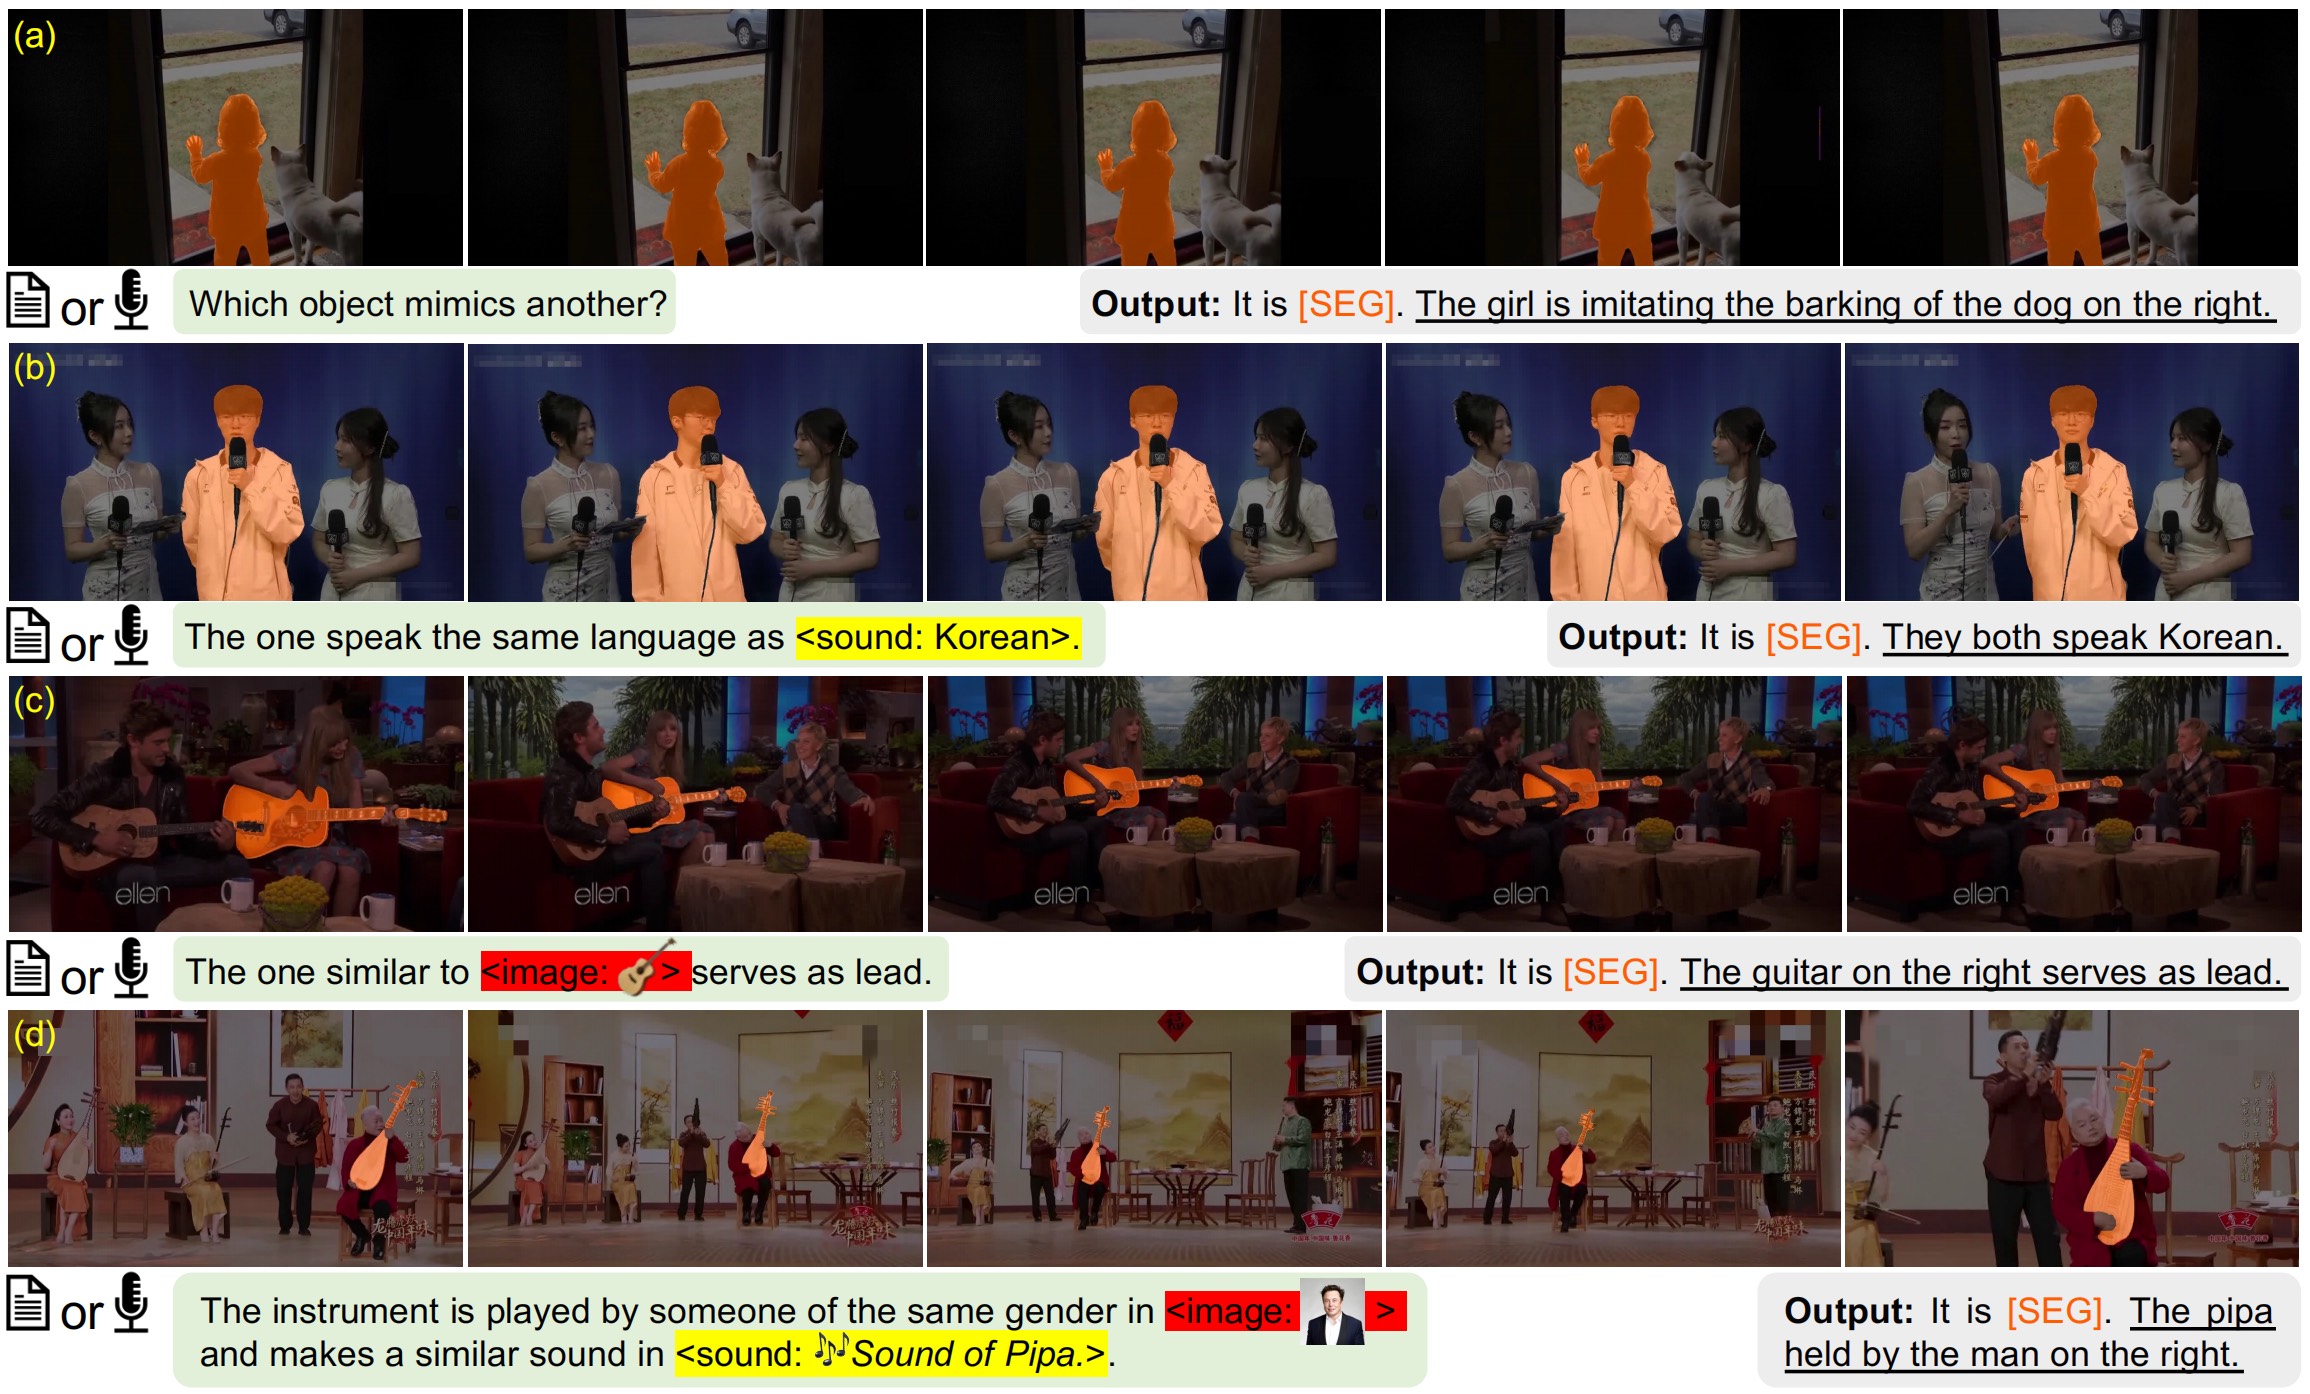 (a)
or
Which object mimics another?
Output: It is [SEG]. The girl is imitating the barking of the dog on the right.
(b)
or
The one speak the same language as <sound: Korean>.
Output: It is [SEG]. They both speak Korean.
(c)
ellen
ellen
ellen
ellen
ellen
or
The one similar to <image: > serves as lead.
Output: It is [SEG]. The guitar on the right serves as lead.
(d)
福
福
or
The instrument is played by someone of the same gender in <image: >
and makes a similar sound in <sound: 🎶Sound of Pipa.>.
Output: It is [SEG]. The pipa
held by the man on the right.